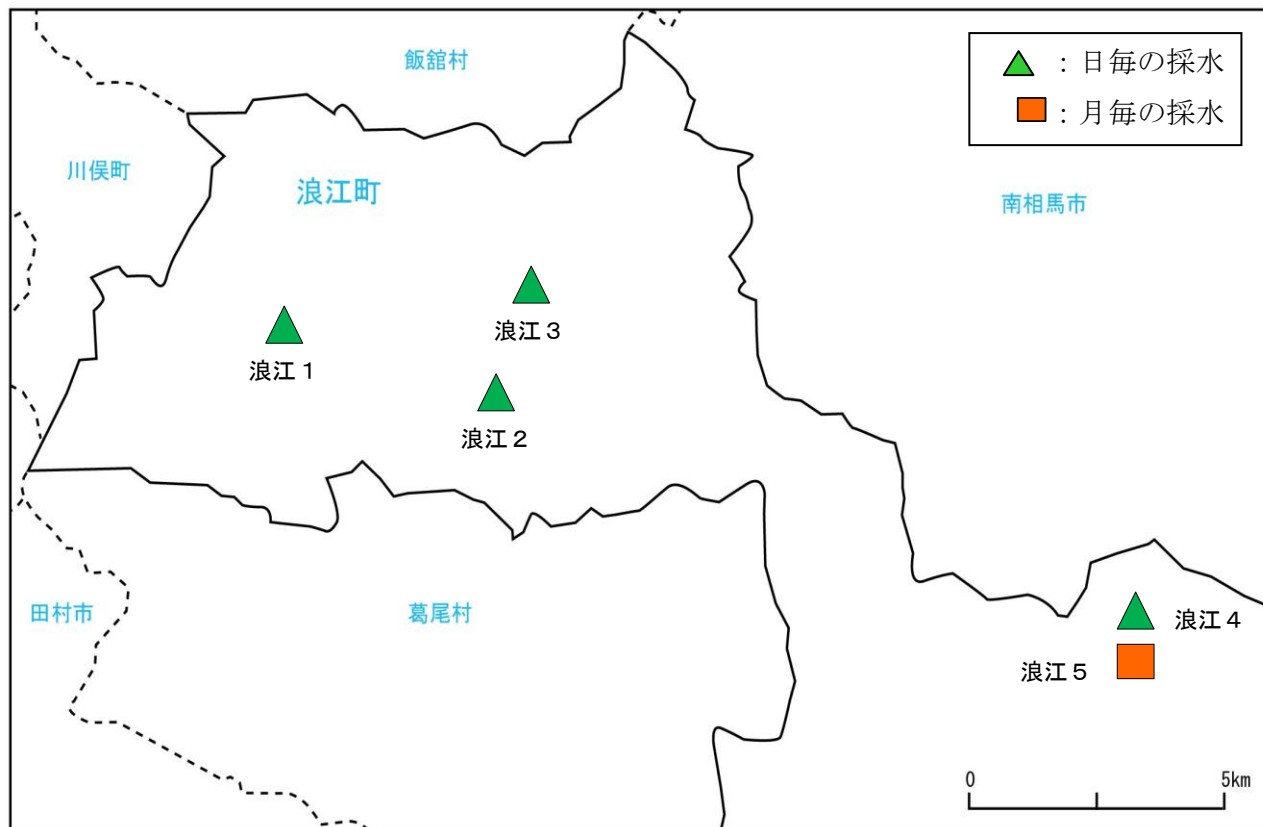 飯舘村
▲：日毎の採水
■：月毎の採水
川俣町
浪江町
南相馬市
浪江３
浪江１
浪江２
田村市
葛尾村
浪江４
浪江５
0 5km